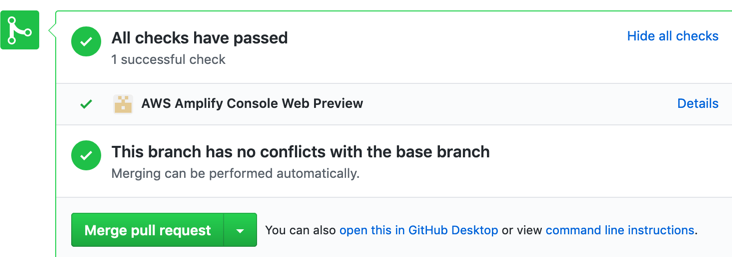 All checks have passed
Hide all checks
1 successful check
AWS Amplify Console Web Preview
Details
This branch has no conflicts with the base branch
Merging can be performed automatically.
Merge pull request
You can also open this in GitHub Desktop or view command line instructions.